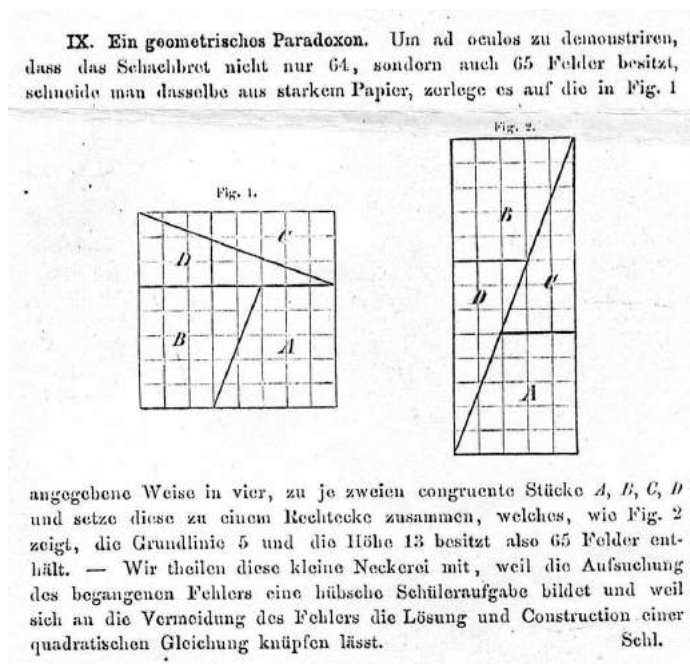 IX. Ein geometrisches Paradoxon. Um ad oculos zu demonstriren,
dass das Schachbret nicht nur 64, sondern auch 65 Felder besitzt,
schneide man dasselbe aus starkem Papier, zerlege es auf die in Fig. 1
Fig. 2.
Fig. 1.
B
C
D
D
C
B
A
A
angegebene Weise in vier, zu je zweien congruente Stücke A, B, C, D
und setze diese zu einem Rechtecke zusammen, welches, wie Fig. 2
zeigt, die Grundlinie 5 und die Höhe 13 besitzt also 65 Felder ent-
hält. — Wir theilen diese kleine Neckerei mit, weil die Aufsuchung
des begangenen Fehlers eine hübsche Schüleraufgabe bildet und weil
sich an die Vermeidung des Fehlers die Lösung und Construction einer
quadratischen Gleichung knüpfen lässt. Schl.